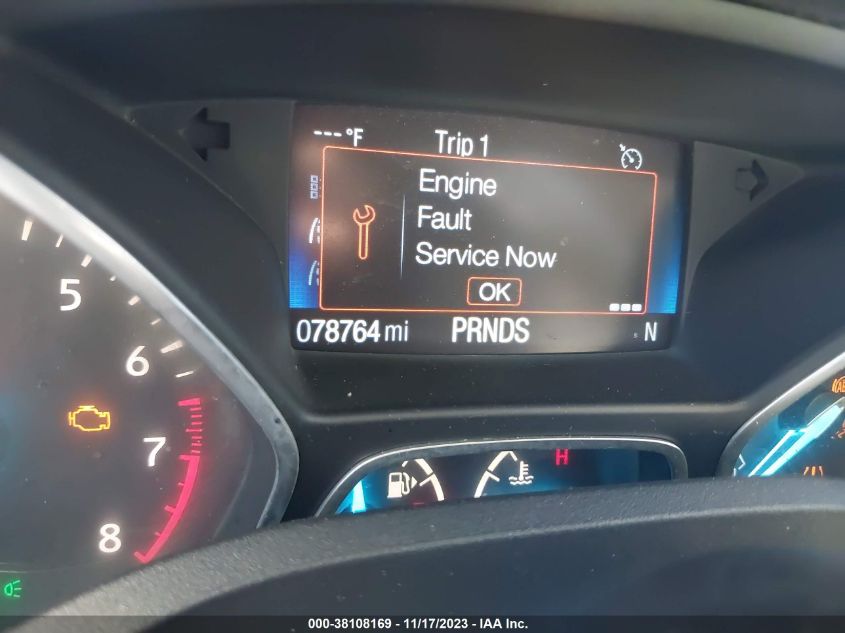 ---°F Trip 1
Engine
Fault
Service Now
OK
078764 mi PRNDS N
5
6
7
8
H
000-38108169 - 11/17/2023 - IAA Inc.